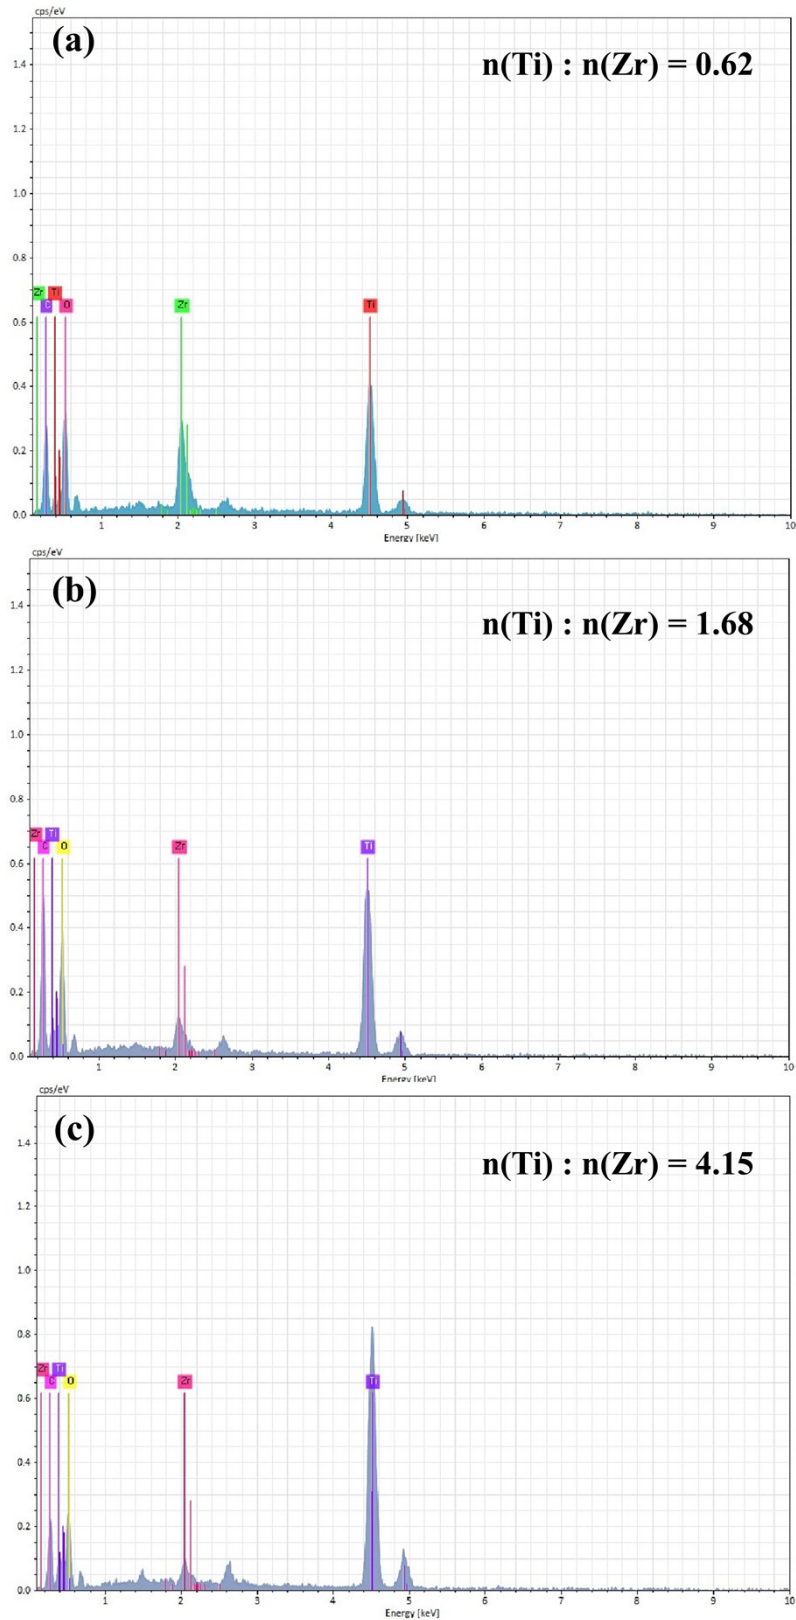 cps/eV
(a)
n(Ti) : n(Zr) = 0.62
1.4
1.2
1.0
0.8
Zr Ti
C O Zr Ti
0.6
0.4
0.2
0.0
1 2 3 4 5 6 7 8 9 10
Energy [keV]
cps/eV
(b)
n(Ti) : n(Zr) = 1.68
1.4
1.2
1.0
0.8
Zr Ti
C O Zr Ti
0.6
0.4
0.2
0.0
1 2 3 4 5 6 7 8 9 10
Energy [keV]
cps/eV
(c)
n(Ti) : n(Zr) = 4.15
1.4
1.2
1.0
0.8
Zr Ti
C O Zr Ti
0.6
0.4
0.2
0.0
1 2 3 4 5 6 7 8 9 10
Energy [keV]